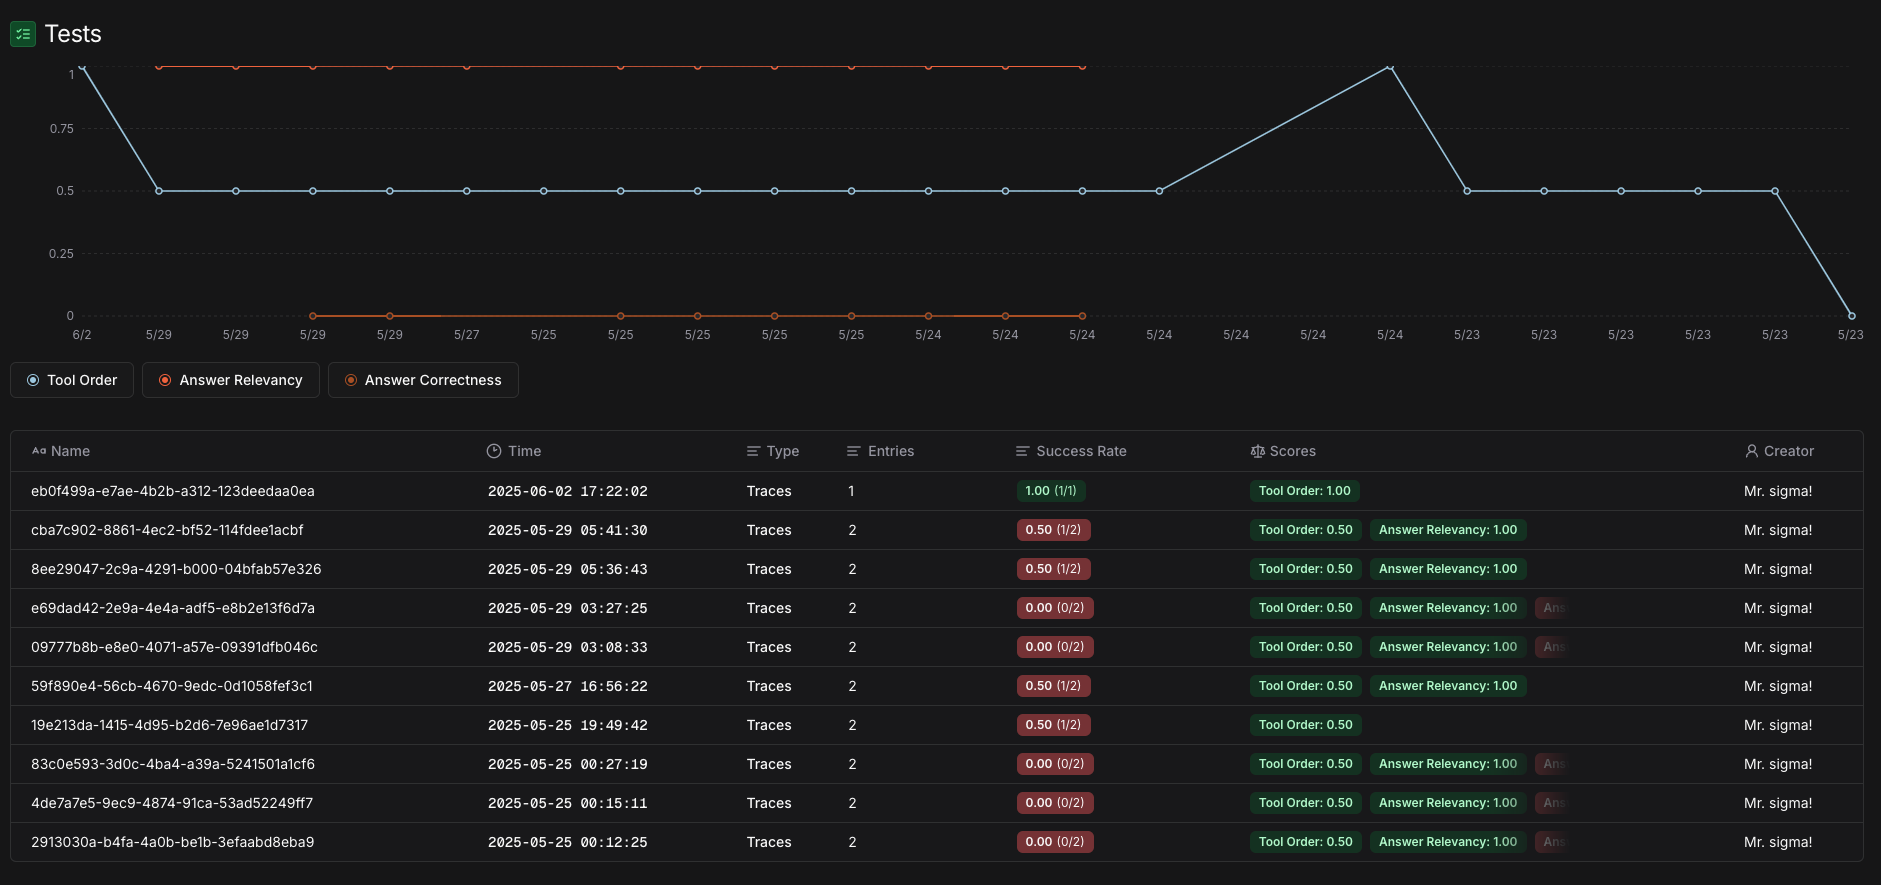 Tests
1
0.75
0.5
0.25
0
6/2 5/29 5/29 5/29 5/29 5/27 5/25 5/25 5/25 5/25 5/25 5/24 5/24 5/24 5/24 5/24 5/24 5/24 5/23 5/23 5/23 5/23 5/23 5/23
Tool Order Answer Relevancy Answer Correctness
Aa Name Time Type Entries Success Rate Scores Creator
eb0f499a-e7ae-4b2b-a312-123deedaa0ea 2025-06-02 17:22:02 Traces 1 1.00 (1/1) Tool Order: 1.00 Mr. sigma!
cba7c902-8861-4ec2-bf52-114fdee1acbf 2025-05-29 05:41:30 Traces 2 0.50 (1/2) Tool Order: 0.50 Answer Relevancy: 1.00 Mr. sigma!
8ee29047-2c9a-4291-b000-04bfab57e326 2025-05-29 05:36:43 Traces 2 0.50 (1/2) Tool Order: 0.50 Answer Relevancy: 1.00 Mr. sigma!
e69dad42-2e9a-4e4a-adf5-e8b2e13f6d7a 2025-05-29 03:27:25 Traces 2 0.00 (0/2) Tool Order: 0.50 Answer Relevancy: 1.00 Ans Mr. sigma!
09777b8b-e8e0-4071-a57e-09391dfb046c 2025-05-29 03:08:33 Traces 2 0.00 (0/2) Tool Order: 0.50 Answer Relevancy: 1.00 Ans Mr. sigma!
59f890e4-56cb-4670-9edc-0d1058fef3c1 2025-05-27 16:56:22 Traces 2 0.50 (1/2) Tool Order: 0.50 Answer Relevancy: 1.00 Mr. sigma!
19e213da-1415-4d95-b2d6-7e96ae1d7317 2025-05-25 19:49:42 Traces 2 0.50 (1/2) Tool Order: 0.50 Mr. sigma!
83c0e593-3d0c-4ba4-a39a-5241501a1cf6 2025-05-25 00:27:19 Traces 2 0.00 (0/2) Tool Order: 0.50 Answer Relevancy: 1.00 Ans Mr. sigma!
4de7a7e5-9ec9-4874-91ca-53ad52249ff7 2025-05-25 00:15:11 Traces 2 0.00 (0/2) Tool Order: 0.50 Answer Relevancy: 1.00 Ans Mr. sigma!
2913030a-b4fa-4a0b-be1b-3efaabd8eba9 2025-05-25 00:12:25 Traces 2 0.00 (0/2) Tool Order: 0.50 Answer Relevancy: 1.00 Ans Mr. sigma!